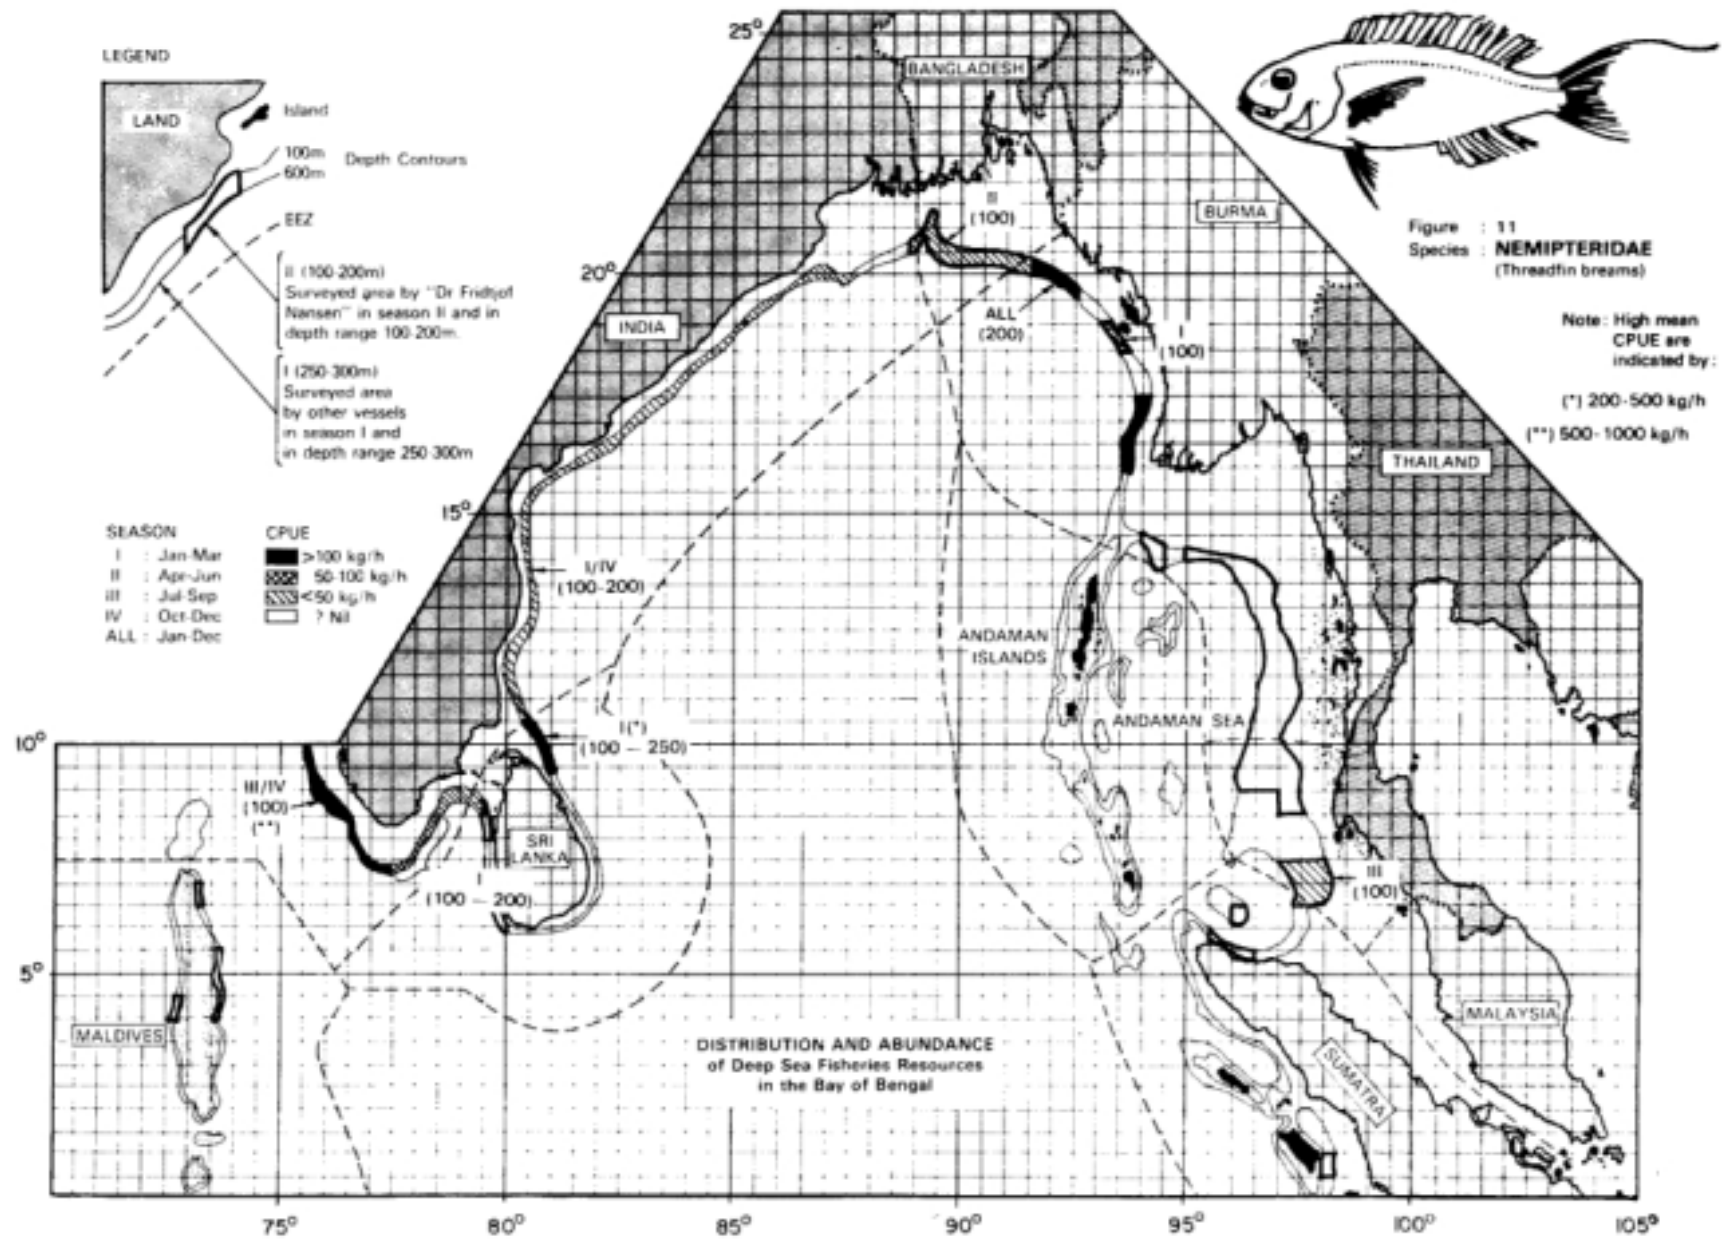 LEGEND
LAND
Island
100m
600m
Depth Contours
EEZ
II (100-200m)
Surveyed area by "Dr Fridtjof
Nansen" in season II and in
depth range 100-200m.
I (250-300m)
Surveyed area
by other vessels
in season I and
in depth range 250-300m
SEASON
I : Jan-Mar
II : Apr-Jun
III : Jul-Sep
IV : Oct-Dec
ALL : Jan-Dec
CPUE
>100 kg/h
50-100 kg/h
<50 kg/h
? Nil
Figure : 11
Species : NEMIPTERIDAE
(Threadfin breams)
Note: High mean
CPUE are
indicated by:
(*) 200-500 kg/h
(**) 500-1000 kg/h
25°
20°
15°
10°
5°
BANGLADESH
BURMA
INDIA
THAILAND
II
(100)
ALL
(200)
I
(100)
I/IV
(100-200)
ANDAMAN
ISLANDS
ANDAMAN SEA
I(*)
(100 - 250)
III/IV
(100)
(**)
SRI
LANKA
I
(100 - 200)
III
(100)
MALDIVES
MALAYSIA
SUMATRA
DISTRIBUTION AND ABUNDANCE
of Deep Sea Fisheries Resources
in the Bay of Bengal
75°
80°
85°
90°
95°
100°
105°